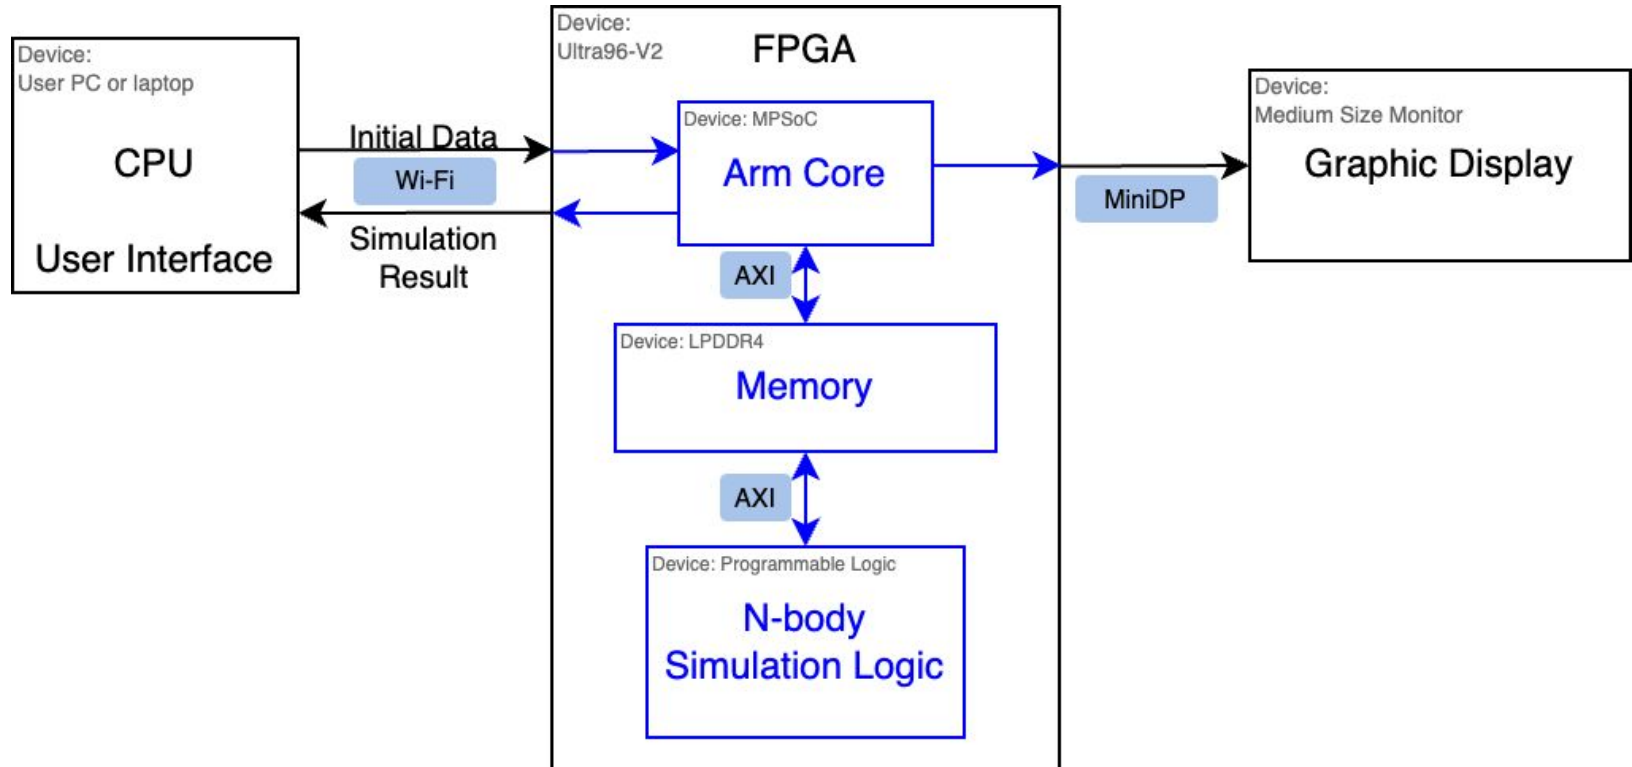 Device:
User PC or laptop
CPU
User Interface
Initial Data
Wi-Fi
Simulation
Result
Device:
Ultra96-V2
FPGA
Device: MPSoC
Arm Core
AXI
Device: LPDDR4
Memory
AXI
Device: Programmable Logic
N-body
Simulation Logic
MiniDP
Device:
Medium Size Monitor
Graphic Display